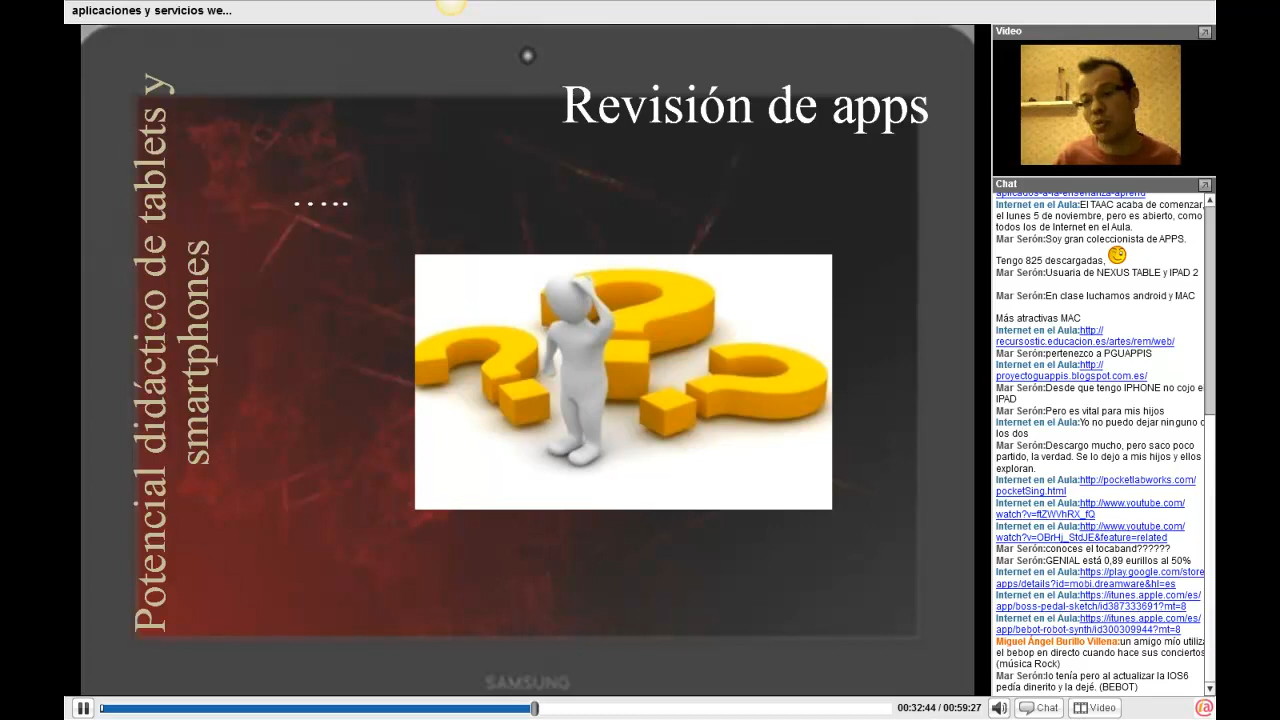 aplicaciones y servicios we...
Potencial didáctico de tablets y
smartphones
Revisión de apps
.....
SAMSUNG
Video
Chat
Internet en el Aula:El TAAC acaba de comenzar,
el lunes 5 de noviembre, pero es abierto, como
todos los de Internet en el Aula.
Mar Serón:Soy gran coleccionista de APPS.
Tengo 825 descargadas,
Mar Serón:Usuaria de NEXUS TABLE y IPAD 2
Mar Serón:En clase luchamos android y MAC
Más atractivas MAC
Internet en el Aula:http://
recursostic.educacion.es/artes/rem/web/
Mar Serón:pertenezco a PGUAPPIS
Internet en el Aula:http://
proyectoguappis.blogspot.com.es/
Mar Serón:Desde que tengo IPHONE no cojo e
IPAD
Mar Serón:Pero es vital para mis hijos
Internet en el Aula:Yo no puedo dejar ninguno d
los dos
Mar Serón:Descargo mucho, pero saco poco
partido, la verdad. Se lo dejo a mis hijos y ellos
exploran.
Internet en el Aula:http://pocketlabworks.com/
pocketSing.html
Internet en el Aula:http://www.youtube.com/
watch?v=ftZWVhRX_fQ
Internet en el Aula:http://www.youtube.com/
watch?v=OBrHj_StdJE&feature=related
Mar Serón:conoces el tocaband??????
Mar Serón:GENIAL está 0,89 eurillos al 50%
Internet en el Aula:https://play.google.com/store
apps/details?id=mobi.dreamware&hl=es
Internet en el Aula:https://itunes.apple.com/es/
app/boss-pedal-sketch/id387333691?mt=8
Internet en el Aula:https://itunes.apple.com/es/
app/bebot-robot-synth/id300309944?mt=8
Miguel Ángel Burillo Villena:un amigo mío utiliza
el bebop en directo cuando hace sus conciertos
(música Rock)
Mar Serón:lo tenía pero al actualizar la IOS6
pedía dinerito y la dejé. (BEBOT)
00:32:44 / 00:59:27
Chat
Video